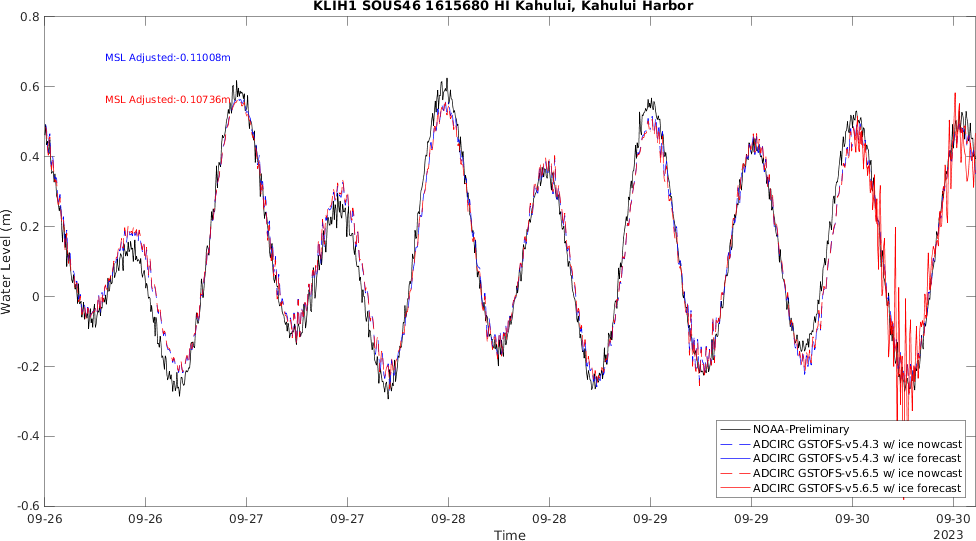 KLIH1 SOUS46 1615680 HI Kahului, Kahului Harbor
0.8
MSL Adjusted:-0.11008m
0.6
MSL Adjusted:-0.10736m
0.4
0.2
0
-0.2
-0.4
-0.6
Water Level (m)
NOAA-Preliminary
ADCIRC GSTOFS-v5.4.3 w/ ice nowcast
ADCIRC GSTOFS-v5.4.3 w/ ice forecast
ADCIRC GSTOFS-v5.6.5 w/ ice nowcast
ADCIRC GSTOFS-v5.6.5 w/ ice forecast
09-26 09-26 09-27 09-27 09-28 09-28 09-29 09-29 09-30 09-30
Time 2023